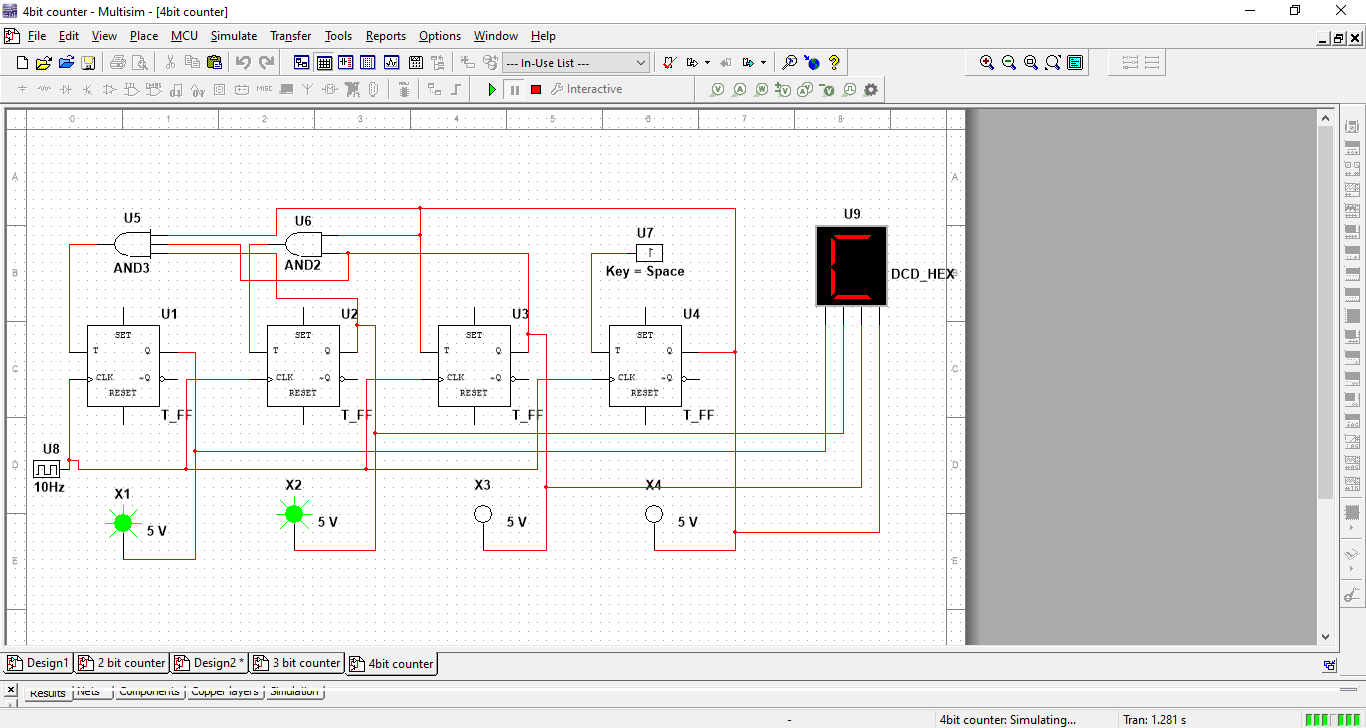 4bit counter - Multisim - [4bit counter]
File Edit View Place MCU Simulate Transfer Tools Reports Options Window Help
--- In-Use List ---
MISC Interactive
V A W V AV V
0 1 2 3 4 5 6 7 8
A A
U5 U6 U9
U7
B
AND3 AND2 Key = Space DCD_HEX
U1 U2 U3 U4
SET SET SET SET
T Q T Q T Q T Q
C C
CLK ~Q CLK ~Q CLK ~Q CLK ~Q
RESET RESET RESET RESET
T_FF T_FF T_FF T_FF
U8
D D
10Hz
X1 X2 X3 X4
5 V 5 V 5 V 5 V
E E
Design1 2 bit counter Design2 * 3 bit counter 4bit counter
Results Nets Components Copper layers Simulation
- 4bit counter: Simulating... Tran: 1.281 s